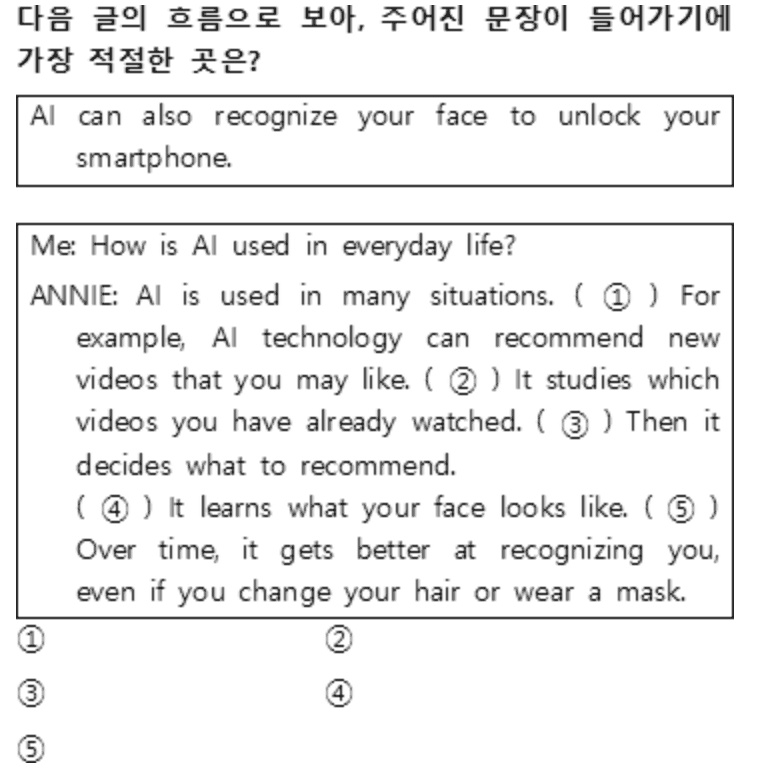 다음 글의 흐름으로 보아, 주어진 문장이 들어가기에
가장 적절한 곳은?
AI can also recognize your face to unlock your
smartphone.
Me: How is AI used in everyday life?
ANNIE: AI is used in many situations. ( ① ) For
example, AI technology can recommend new
videos that you may like. ( ② ) It studies which
videos you have already watched. ( ③ ) Then it
decides what to recommend.
( ④ ) It learns what your face looks like. ( ⑤ )
Over time, it gets better at recognizing you,
even if you change your hair or wear a mask.
① ②
③ ④
⑤